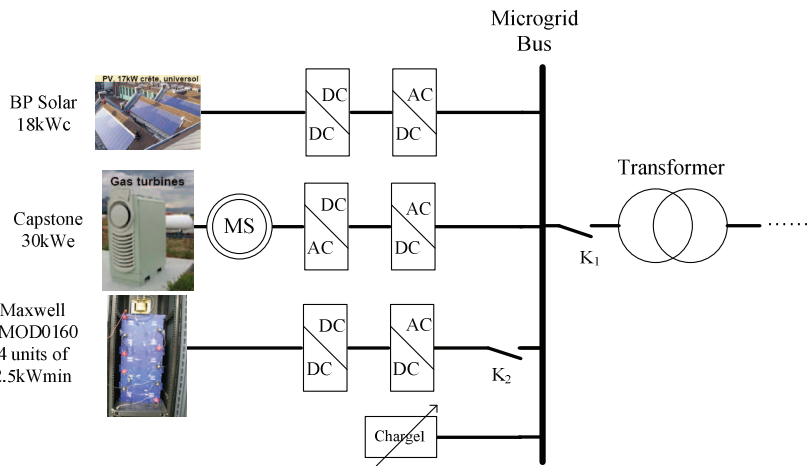 Microgrid
Bus
PV, 17kW crête, universol
BP Solar
18kWc
DC
DC
AC
DC
Transformer
Gas turbines
Capstone
30kWe
MS
DC
AC
AC
DC
K1
Maxwell
MOD0160
4 units of
2.5kWmin
DC
DC
AC
DC
K2
Chargel